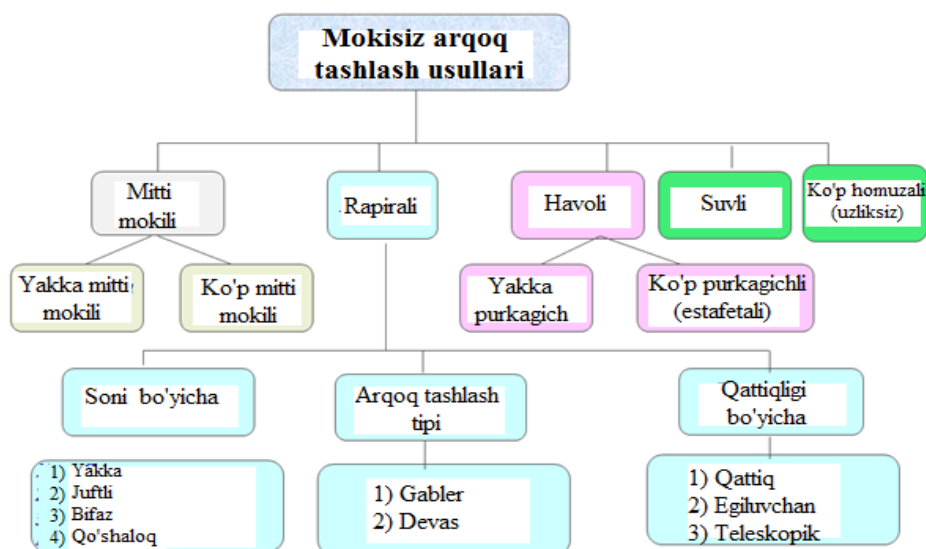 Mokisiz arqoq
tashlash usullari
Mitti
mokili
Rapirali
Havoli
Suvli
Ko'p homuzali
(uzliksiz)
Yakka mitti
mokili
Ko'p mitti
mokili
Yakka
purkagich
Ko'p purkagichli
(estafetali)
Soni bo'yicha
Arqoq tashlash
tipi
Qattiqligi
bo'yicha
1) Yakka
2) Juftli
3) Bifaz
4) Qo'shaloq
1) Gabler
2) Devas
1) Qattiq
2) Egiluvchan
3) Teleskopik